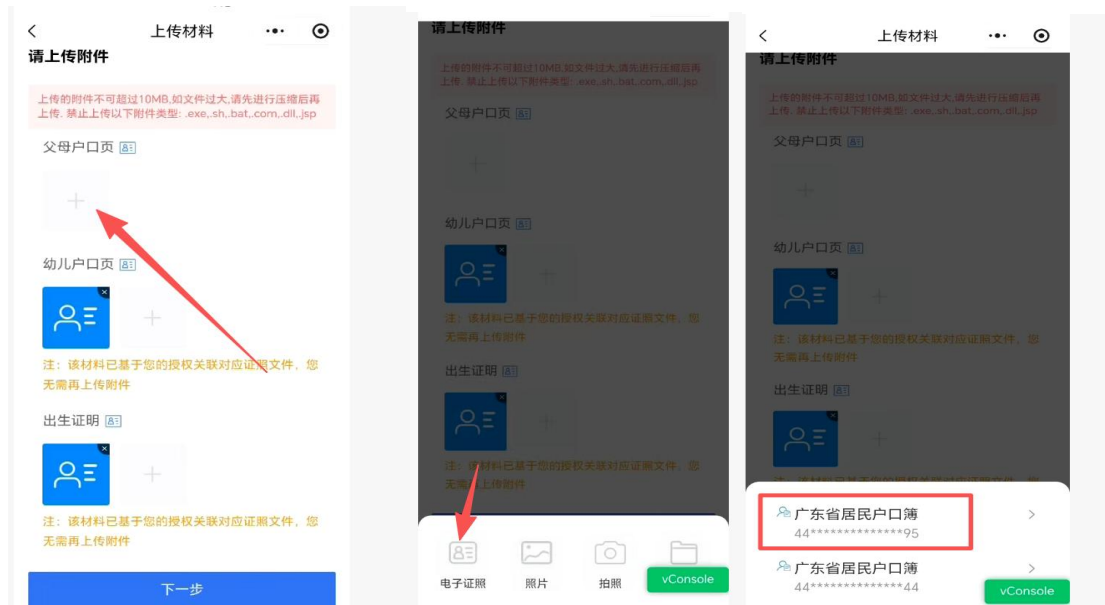 上传材料
请上传附件
上传的附件不可超过10MB,如文件过大,请先进行压缩后再
上传. 禁止上传以下附件类型: .exe,.sh,.bat,.com,.dll,.jsp
父母户口页
幼儿户口页
注：该材料已基于您的授权关联对应证照文件，您
无需再上传附件
出生证明
注：该材料已基于您的授权关联对应证照文件，您
无需再上传附件
下一步
请上传附件
上传的附件不可超过10MB,如文件过大,请先进行压缩后再
上传. 禁止上传以下附件类型: .exe,.sh,.bat,.com,.dll,.jsp
父母户口页
幼儿户口页
注：该材料已基于您的授权关联对应证照文件，您
无需再上传附件
出生证明
注：该材料已基于您的授权关联对应证照文件，您
无需再上传附件
电子证照
照片
拍照
vConsole
上传材料
请上传附件
上传的附件不可超过10MB,如文件过大,请先进行压缩后再
上传. 禁止上传以下附件类型: .exe,.sh,.bat,.com,.dll,.jsp
父母户口页
幼儿户口页
注：该材料已基于您的授权关联对应证照文件，您
无需再上传附件
出生证明
广东省居民户口簿
44**************95
广东省居民户口簿
44**************44
vConsole